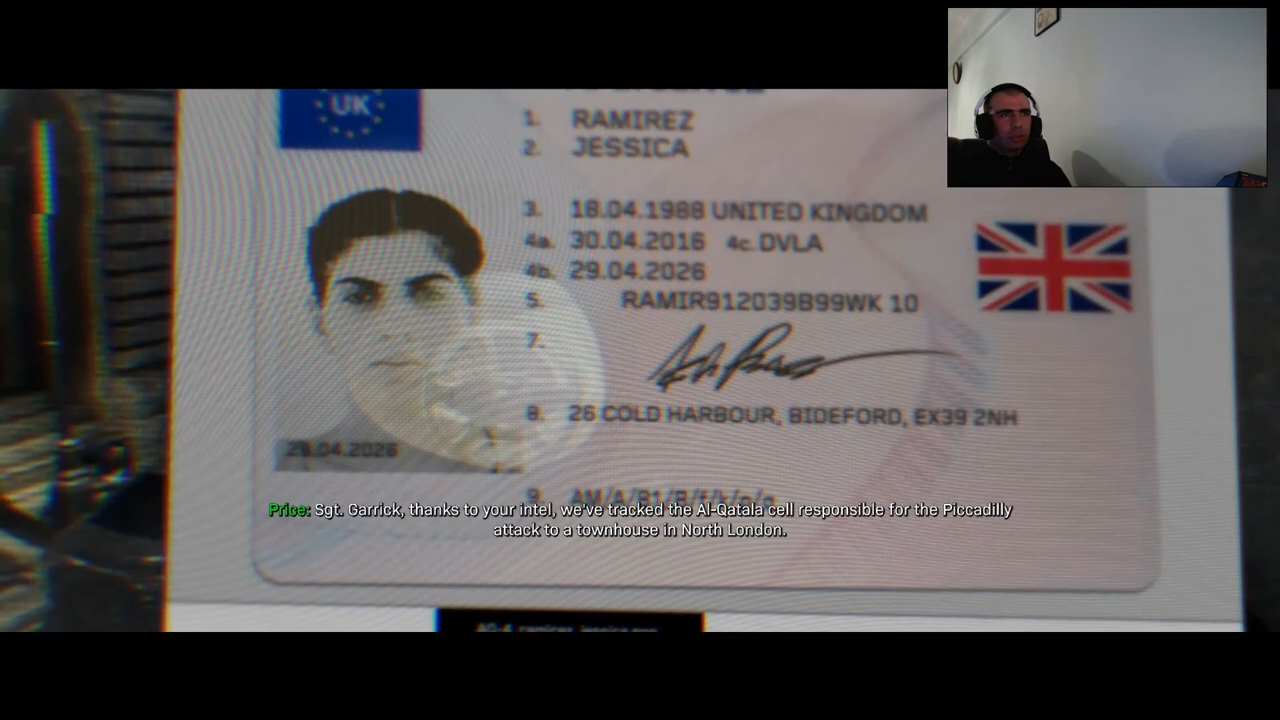 UK
1. RAMIREZ
2. JESSICA
3. 18.04.1988 UNITED KINGDOM
4a. 30.04.2016 4c. DVLA
4b. 29.04.2026
5. RAMIR912039B99WK 10
7.
8. 26 COLD HARBOUR, BIDEFORD, EX39 2NH
29.04.2026
9. AM/A/B1/B/f/k/p/q
Price: Sgt. Garrick, thanks to your intel, we've tracked the Al-Qatala cell responsible for the Piccadilly
attack to a townhouse in North London.